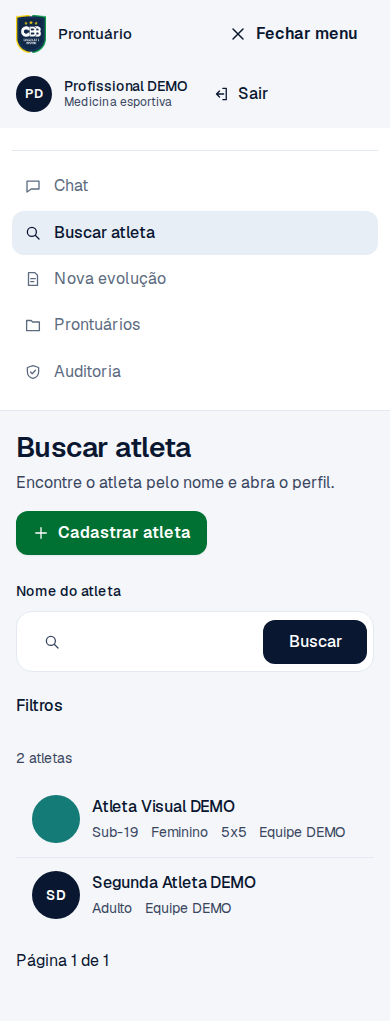 CBB
Prontuário
Fechar menu
PD
Profissional DEMO
Medicina esportiva
Sair
Chat
Buscar atleta
Nova evolução
Prontuários
Auditoria
Buscar atleta
Encontre o atleta pelo nome e abra o perfil.
Cadastrar atleta
Nome do atleta
Buscar
Filtros
2 atletas
Atleta Visual DEMO
Sub-19 Feminino 5x5 Equipe DEMO
SD
Segunda Atleta DEMO
Adulto Equipe DEMO
Página 1 de 1